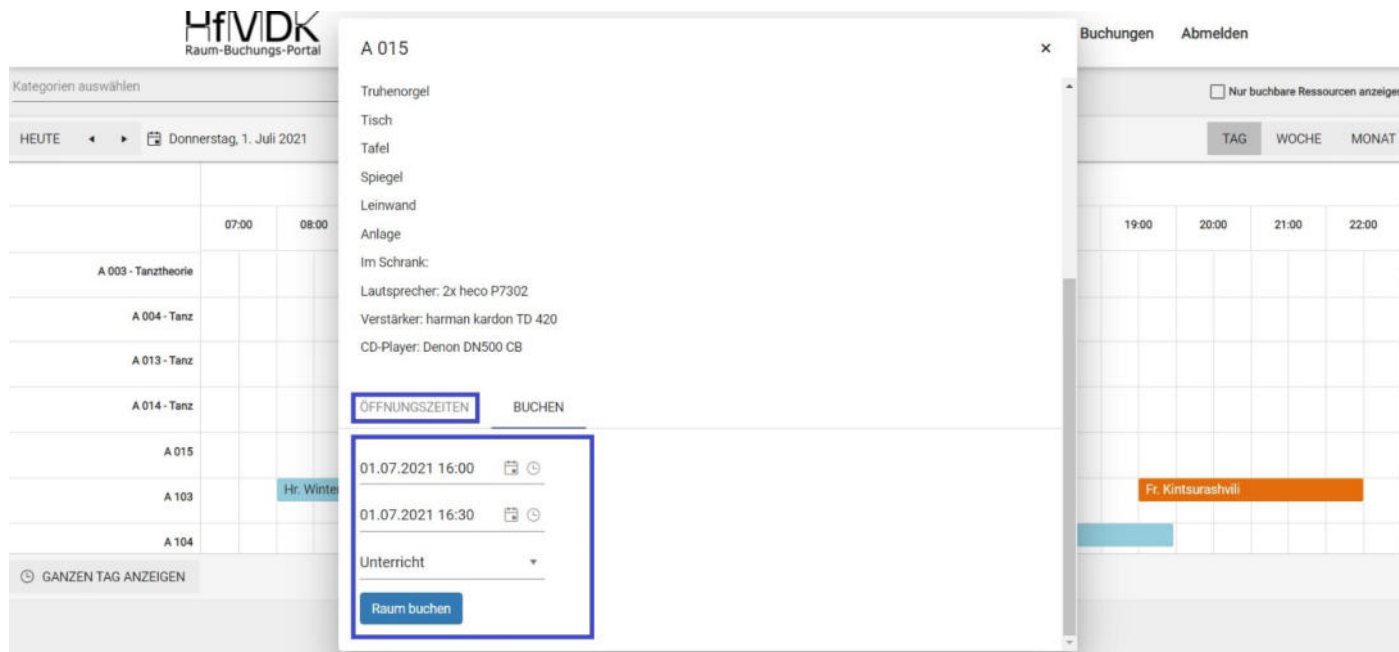 HfMDK
Raum-Buchungs-Portal
Buchungen Abmelden
Kategorien auswählen
Nur buchbare Ressourcen anzeigen
HEUTE Donnerstag, 1. Juli 2021
TAG WOCHE MONAT
07:00 08:00 19:00 20:00 21:00 22:00
A 003 - Tanztheorie
A 004 - Tanz
A 013 - Tanz
A 014 - Tanz
A 015
A 103
Hr. Winte
Fr. Kintsurashvili
A 104
GANZEN TAG ANZEIGEN
A 015
×
Truhenorgel
Tisch
Tafel
Spiegel
Leinwand
Anlage
Im Schrank:
Lautsprecher: 2x heco P7302
Verstärker: harman kardon TD 420
CD-Player: Denon DN500 CB
ÖFFNUNGSZEITEN BUCHEN
01.07.2021 16:00
01.07.2021 16:30
Unterricht
Raum buchen